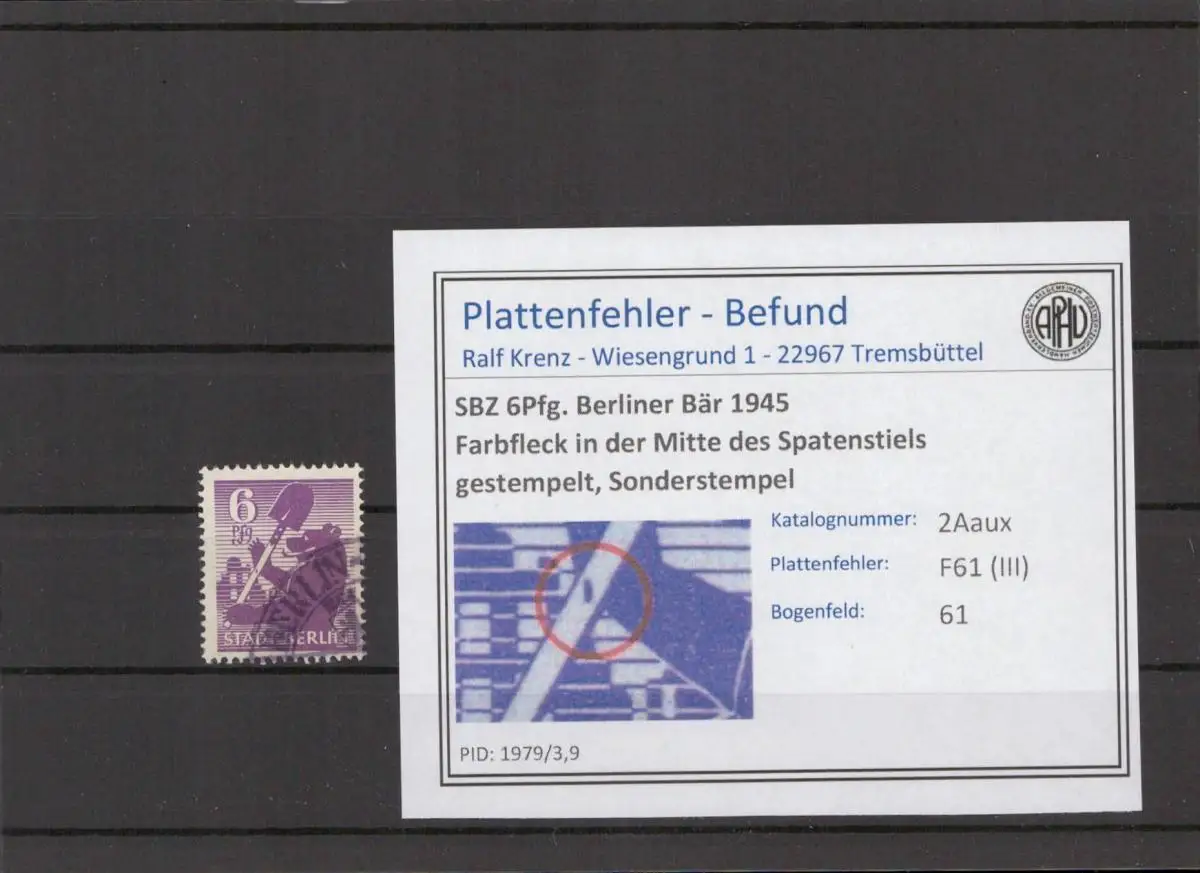 6
Pfg
STADT BERLIN
BERLIN
Plattenfehler - Befund
Ralf Krenz - Wiesengrund 1 - 22967 Tremsbüttel
APHV
SBZ 6Pfg. Berliner Bär 1945
Farbfleck in der Mitte des Spatenstiels
gestempelt, Sonderstempel
Katalognummer: 2Aaux
Plattenfehler: F61 (III)
Bogenfeld: 61
PID: 1979/3,9